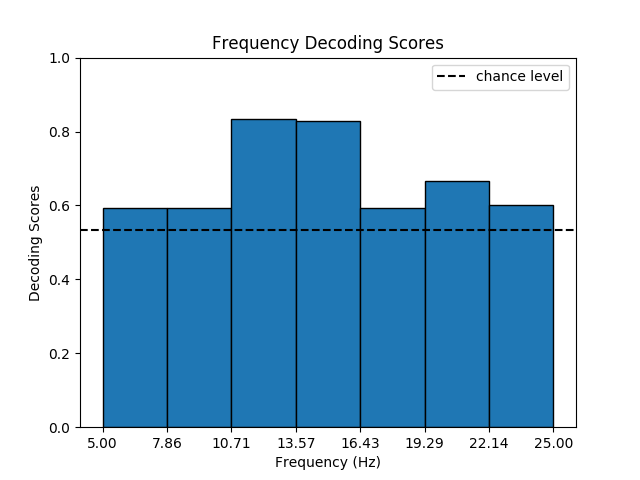 Frequency Decoding Scores
chance level
1.0
0.8
0.6
0.4
0.2
0.0
Decoding Scores
5.00 7.86 10.71 13.57 16.43 19.29 22.14 25.00
Frequency (Hz)